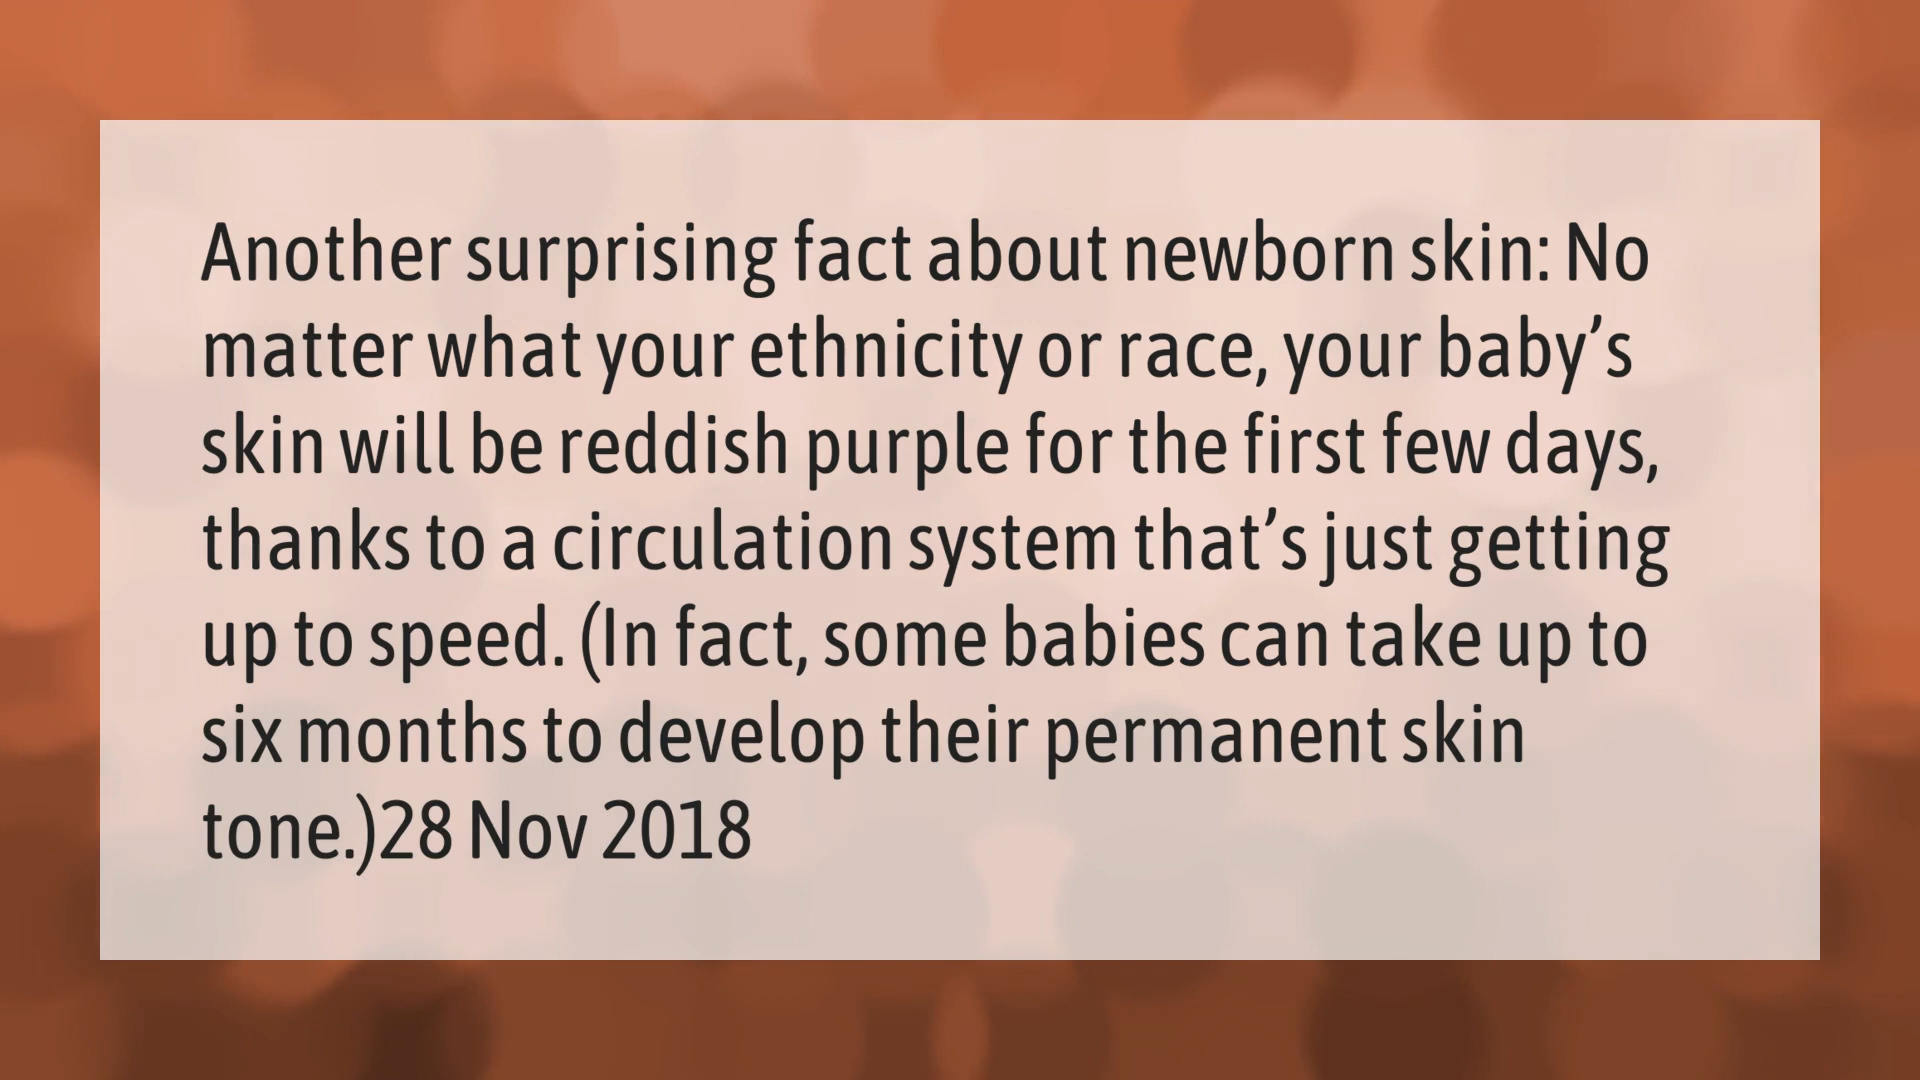 Another surprising fact about newborn skin: No
matter what your ethnicity or race, your baby’s
skin will be reddish purple for the first few days,
thanks to a circulation system that’s just getting
up to speed. (In fact, some babies can take up to
six months to develop their permanent skin
tone.)28 Nov 2018